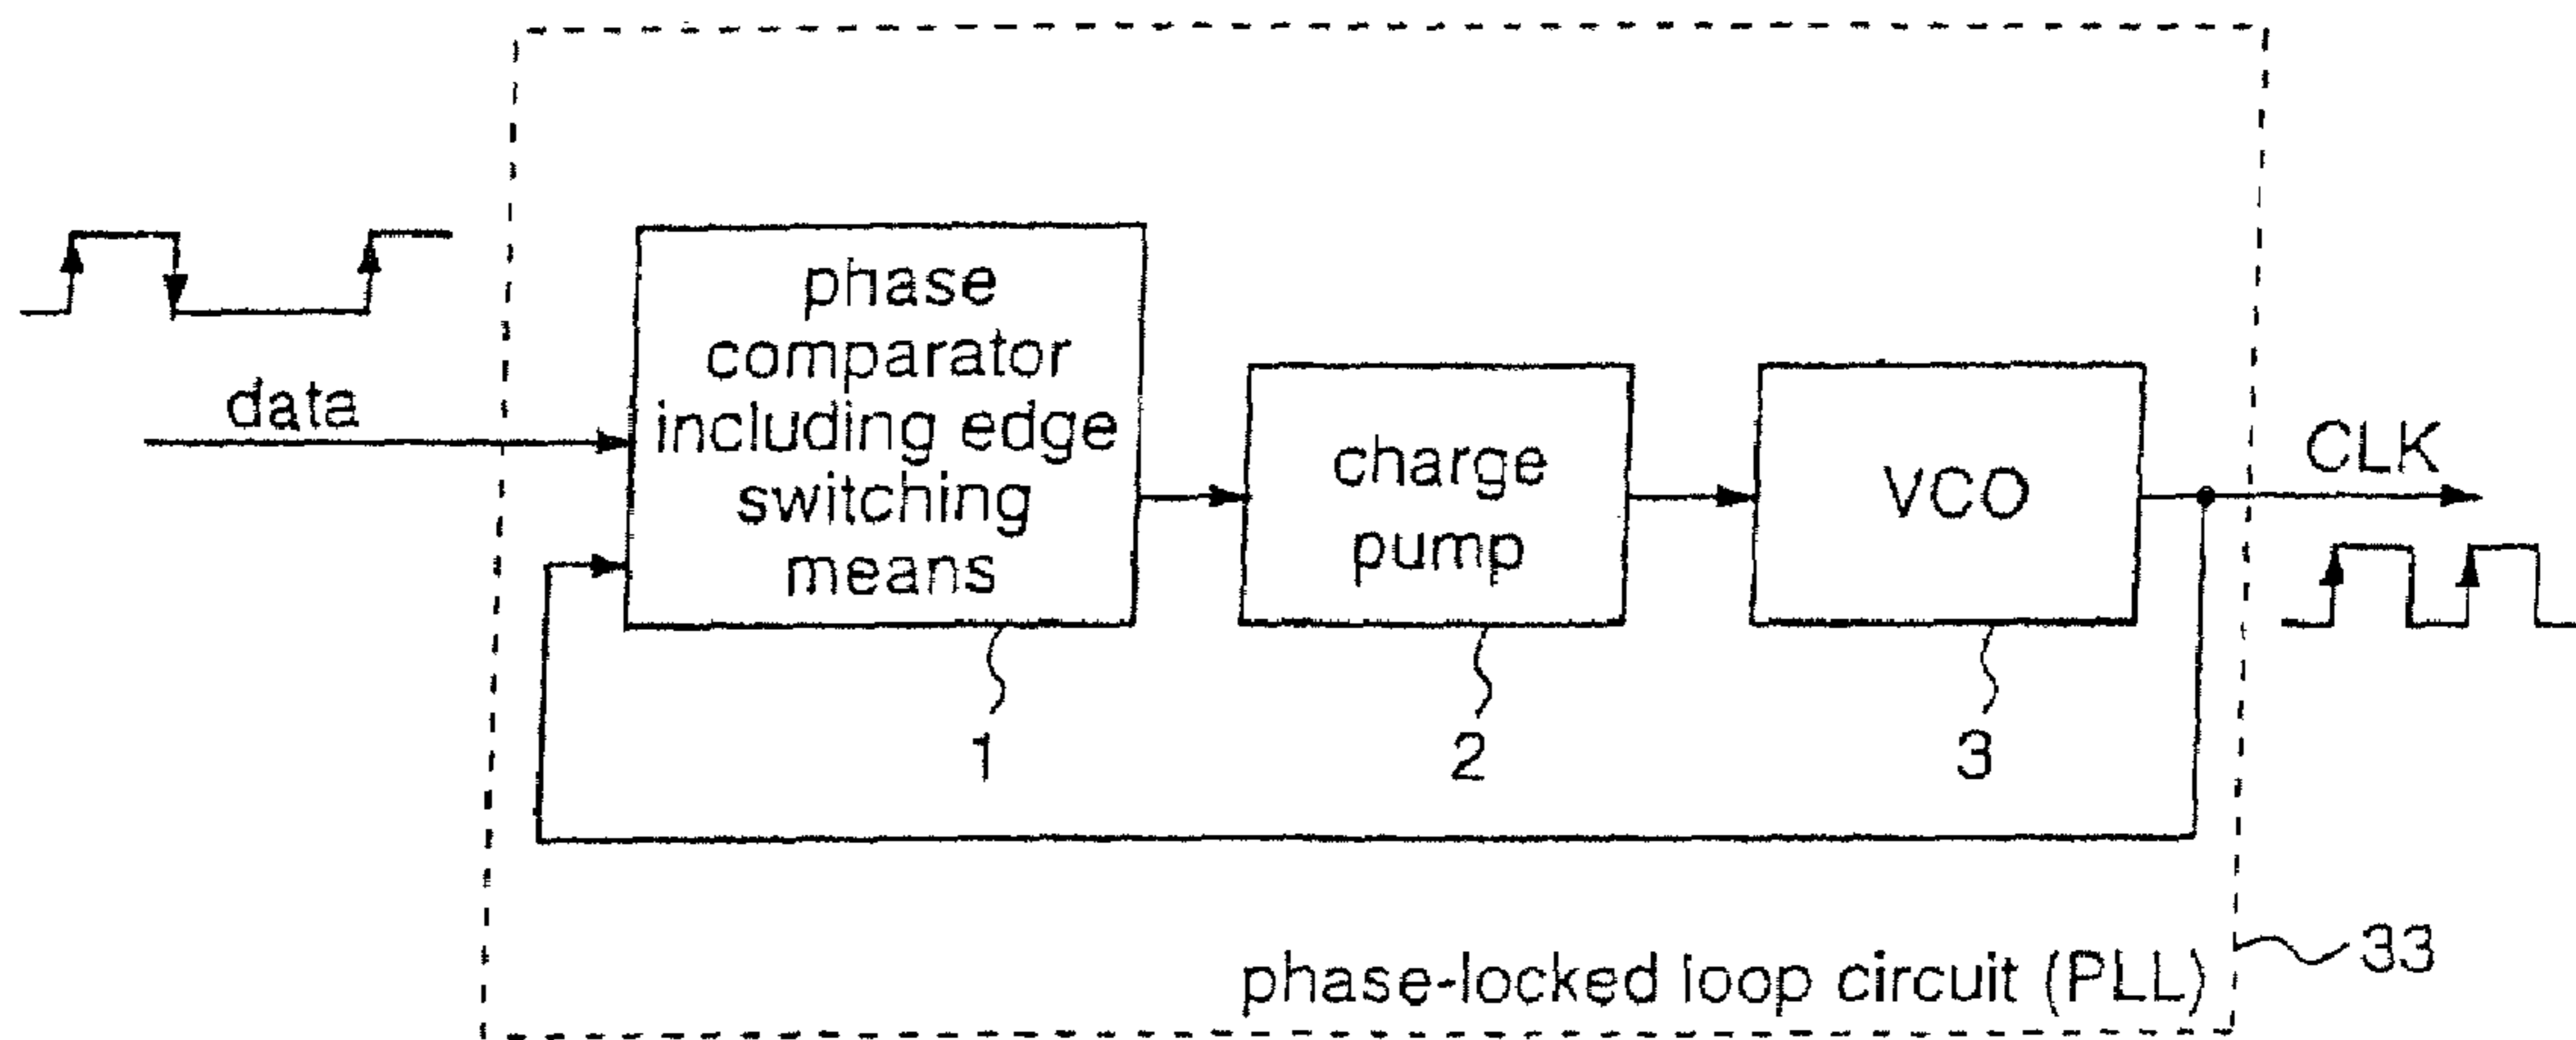 data
phase
comparator
including edge
switching
means
charge
pump
VCO
CLK
1
2
3
phase-locked loop circuit (PLL)
33